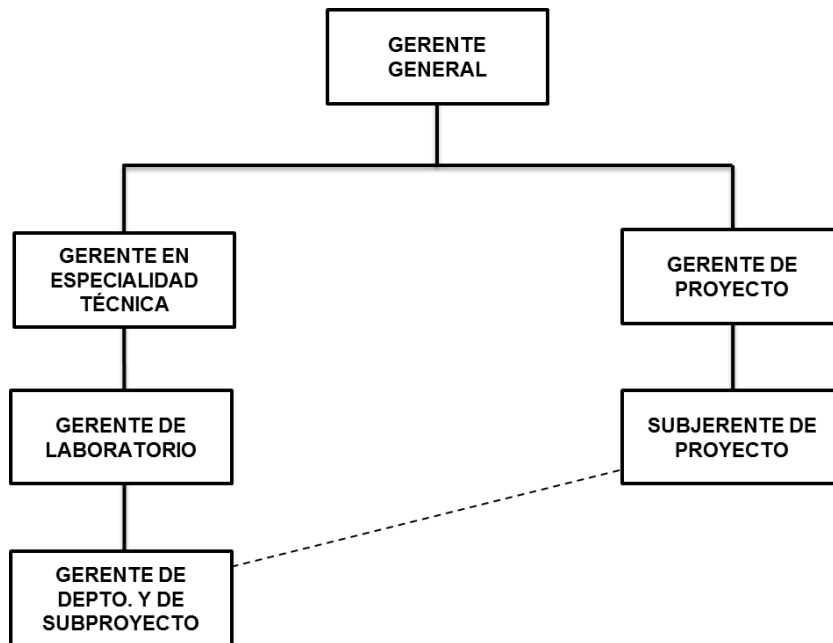 GERENTE
GENERAL
GERENTE EN
ESPECIALIDAD
TÉCNICA
GERENTE DE
PROYECTO
GERENTE DE
LABORATORIO
SUBJERENTE DE
PROYECTO
GERENTE DE
DEPTO. Y DE
SUBPROYECTO